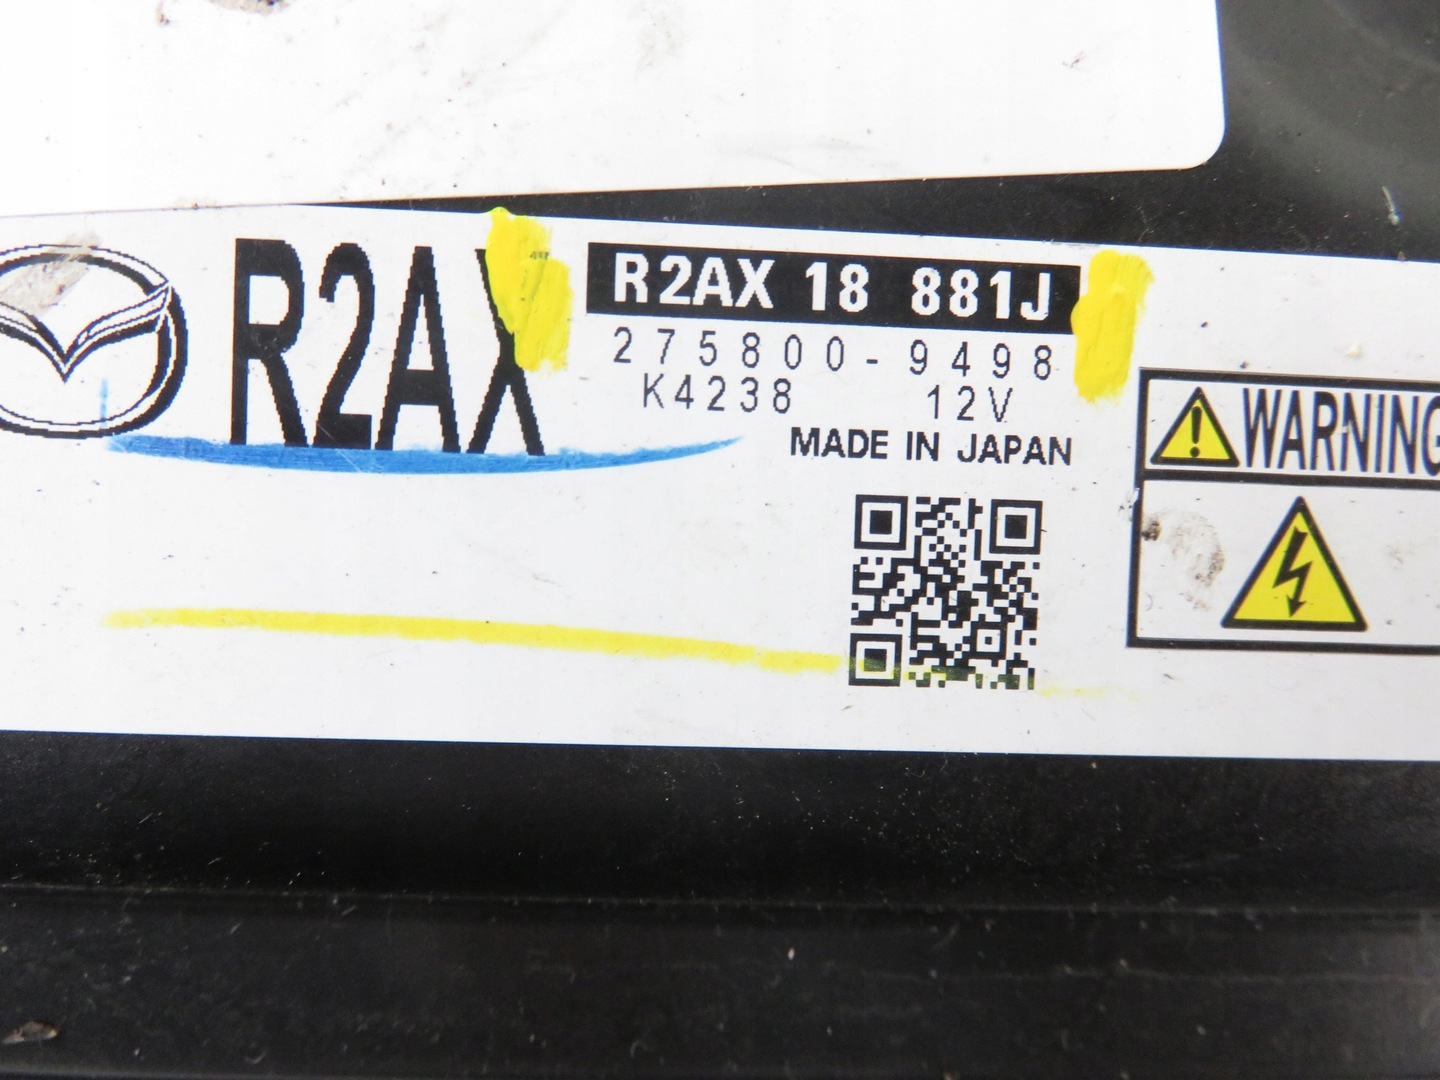 R2AX
R2AX 18 881J
275800-9498
K4238 12V
MADE IN JAPAN
WARNING